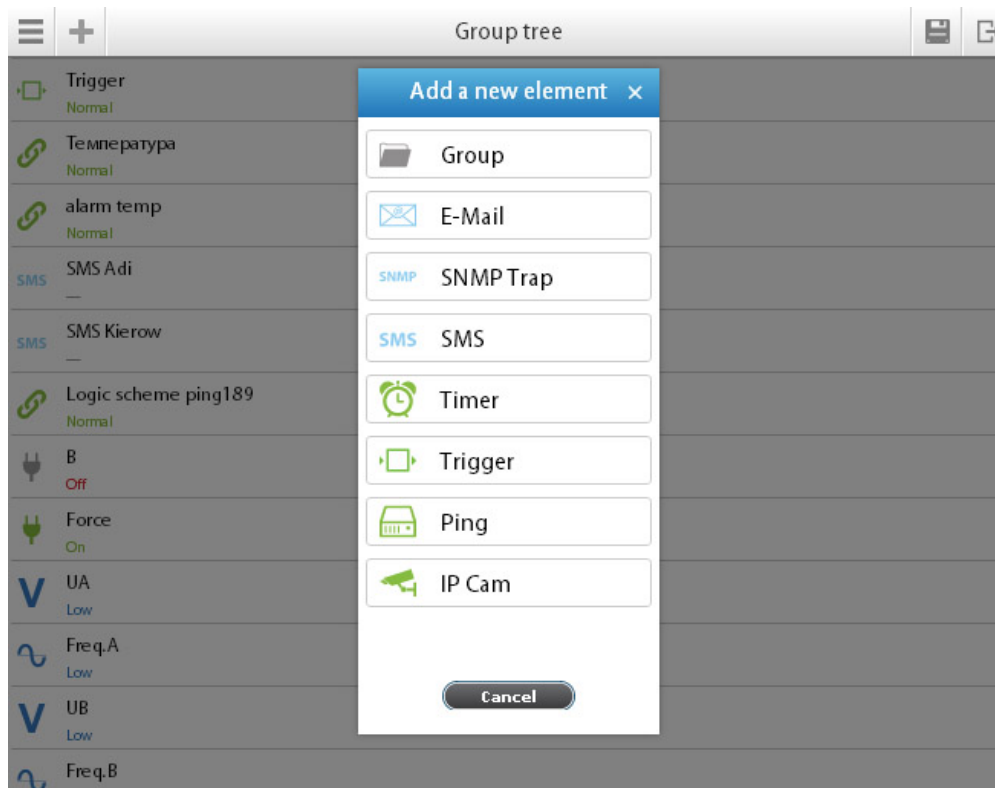 Group tree
Trigger
Normal
Температура
Normal
alarm temp
Normal
SMS
SMS Adi
—
SMS
SMS Kierow
—
Logic scheme ping189
Normal
B
Off
Force
On
V
UA
Low
Freq.A
Low
V
UB
Low
Freq.B
Add a new element ×
Group
E-Mail
SNMP
SNMP Trap
SMS
SMS
Timer
Trigger
Ping
IP Cam
Cancel